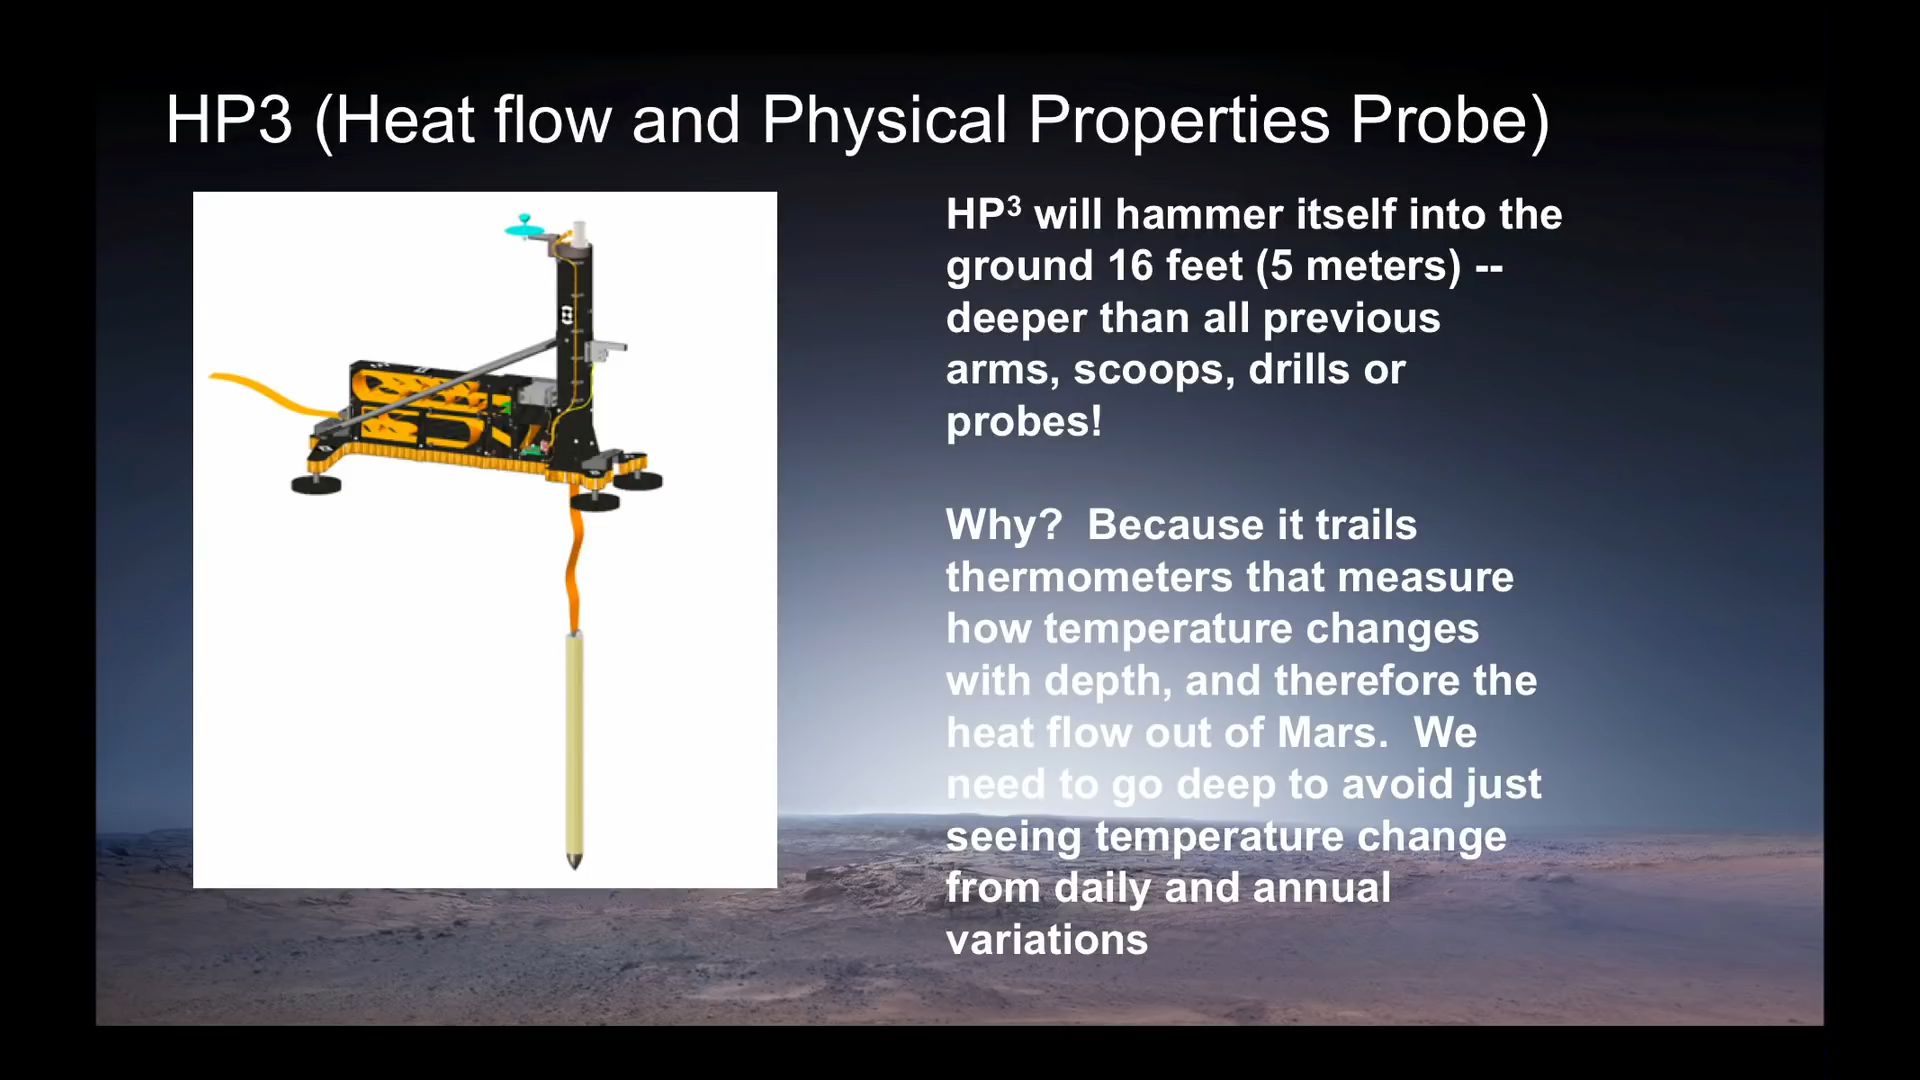 HP3 (Heat flow and Physical Properties Probe)
HP³ will hammer itself into the
ground 16 feet (5 meters) --
deeper than all previous
arms, scoops, drills or
probes!
Why?  Because it trails
thermometers that measure
how temperature changes
with depth, and therefore the
heat flow out of Mars.  We
need to go deep to avoid just
seeing temperature change
from daily and annual
variations